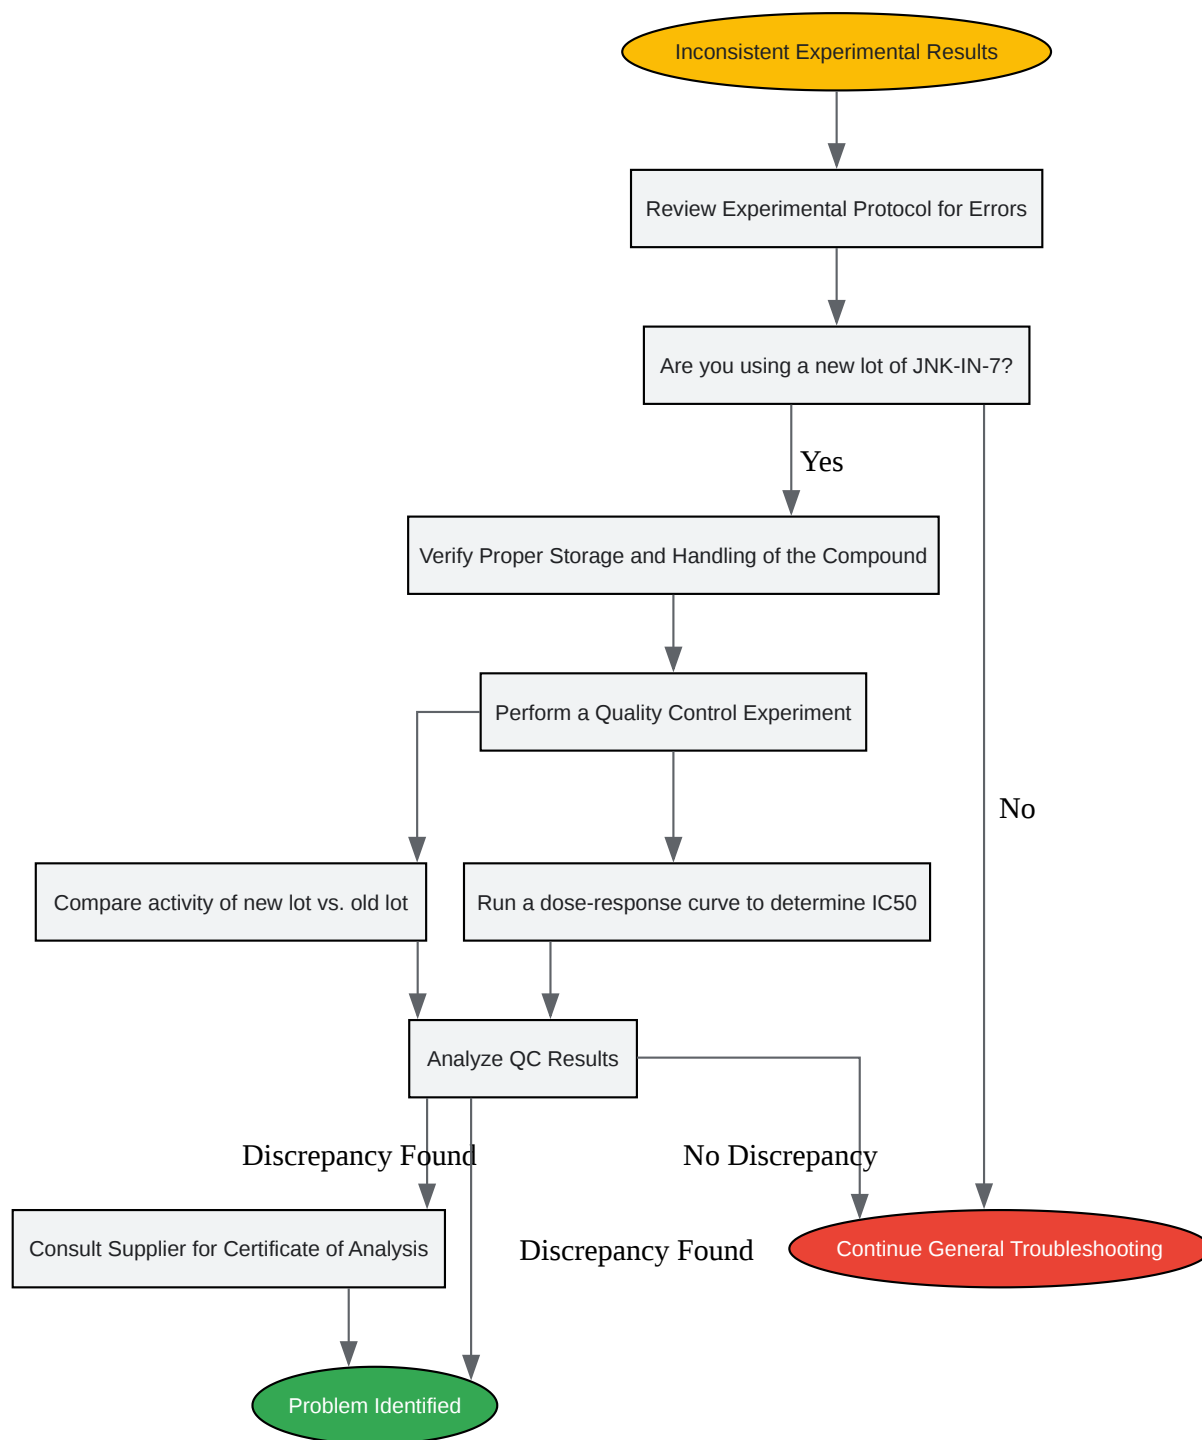 Inconsistent Experimental Results
Review Experimental Protocol for Errors
Are you using a new lot of JNK-IN-7?
Yes
Verify Proper Storage and Handling of the Compound
Perform a Quality Control Experiment
No
Compare activity of new lot vs. old lot
Run a dose-response curve to determine IC50
Analyze QC Results
Discrepancy Found
No Discrepancy
Consult Supplier for Certificate of Analysis
Discrepancy Found
Continue General Troubleshooting
Problem Identified